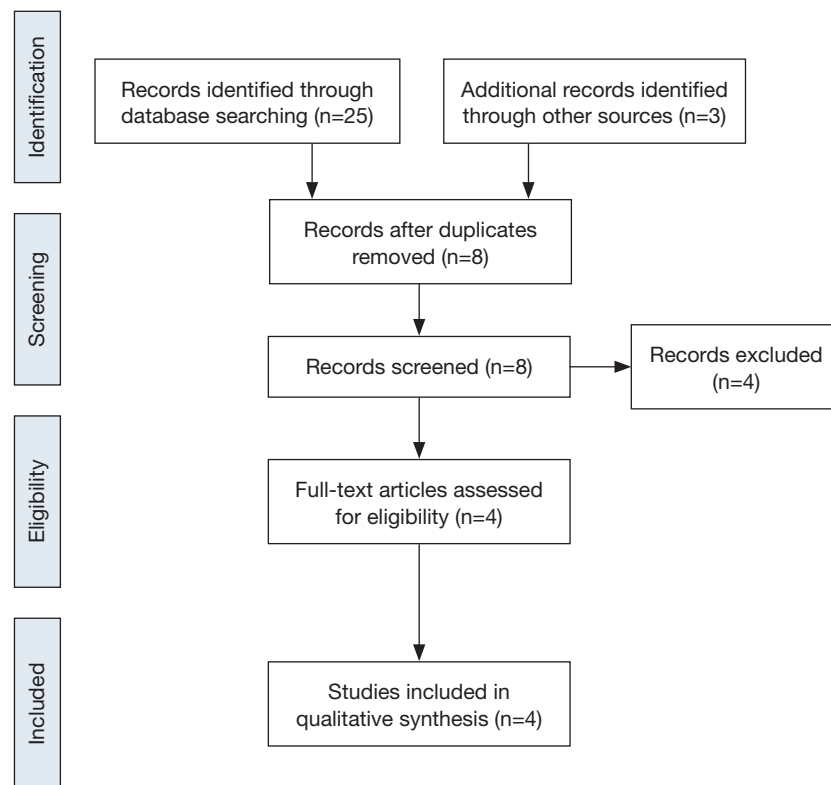 Identification
Records identified through
database searching (n=25)
Additional records identified
through other sources (n=3)
Screening
Records after duplicates
removed (n=8)
Records screened (n=8)
Records excluded
(n=4)
Eligibility
Full-text articles assessed
for eligibility (n=4)
Included
Studies included in
qualitative synthesis (n=4)